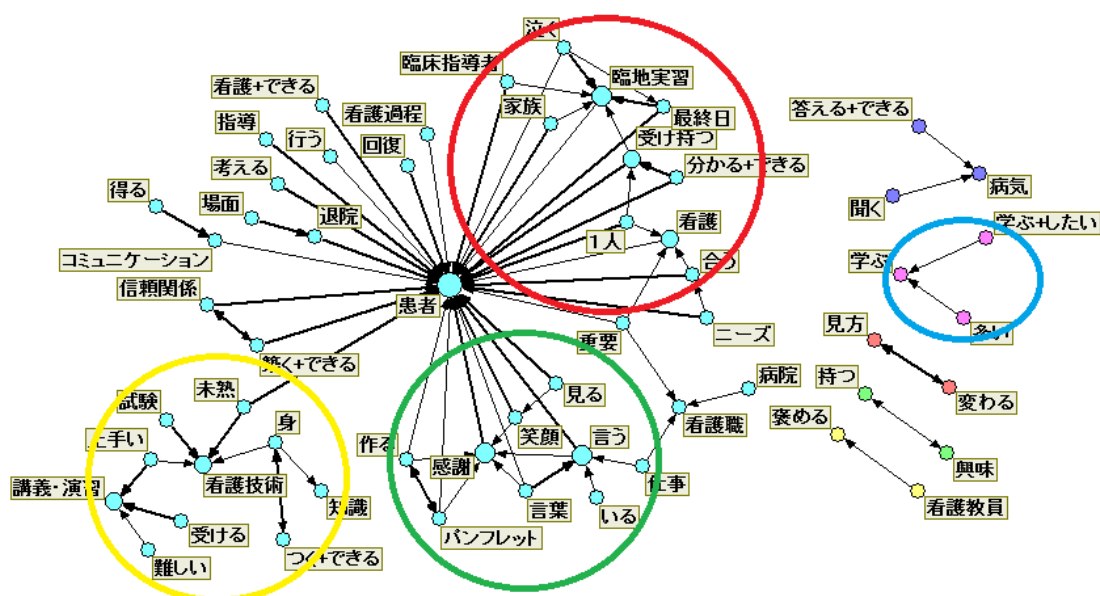 泣く
臨床指導者
臨地実習
看護+できる
看護過程
家族
最終日
答える+できる
指導
行う
回復
受け持つ
考える
分かる+できる
病気
得る
場面
退院
聞く
学ぶ+したい
1人
看護
コミュニケーション
合う
学ぶ
信頼関係
患者
ニーズ
多い
築く+できる
重要
見方
未熟
見る
病院
持つ
変わる
試験
身
笑顔
言う
看護職
褒める
上手い
作る
感謝
興味
講義・演習
看護技術
知識
言葉
いる
仕事
看護教員
受ける
パンフレット
難しい
つく+できる